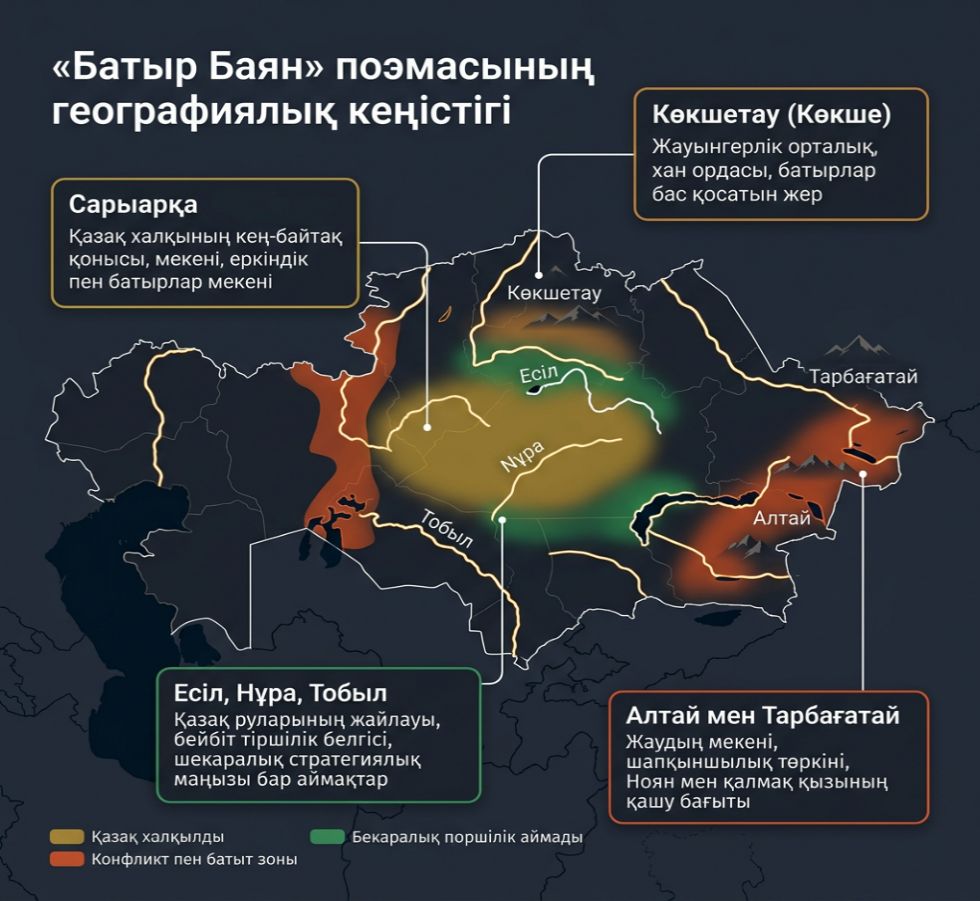 «Батыр Баян» поэмасының
географиялық кеңістігі
Көкшетау (Көкше)
Жауынгерлік орталық,
хан ордасы, батырлар
бас қосатын жер
Сарыарқа
Қазақ халқының кең-байтақ
қонысы, мекені, еркіндік
пен батырлар мекені
Көкшетау
Есіл
Тарбағатай
Нұра
Тобыл
Алтай
Есіл, Нұра, Тобыл
Қазақ руларының жайлауы,
бейбіт тіршілік белгісі,
шекаралық стратегиялық
маңызы бар аймақтар
Алтай мен Тарбағатай
Жаудың мекені,
шапқыншылық төркіні,
Ноян мен қалмақ қызының
қашу бағыты
Қазақ халқылды
Бекаралық поршілік аймады
Конфликт пен батыт зоны